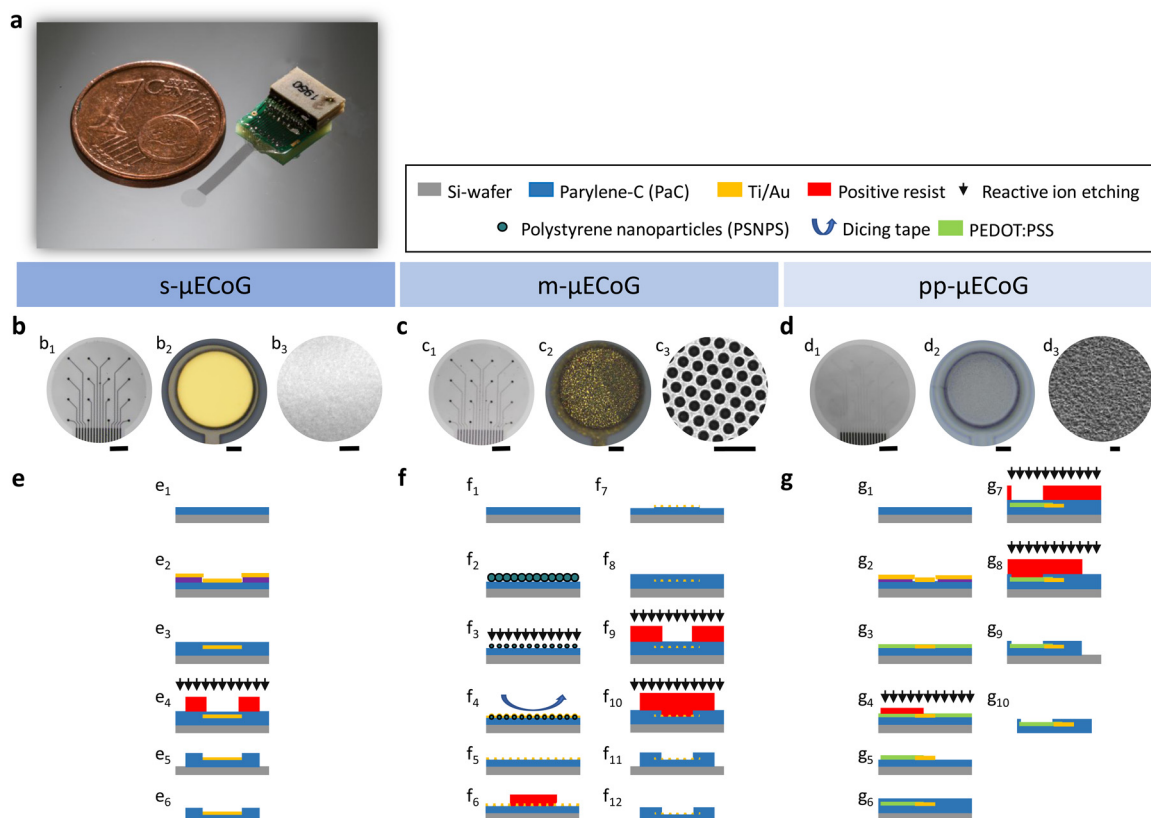 a
1950
Si-wafer Parylene-C (PaC) Ti/Au Positive resist Reactive ion etching
Polystyrene nanoparticles (PSNPS) Dicing tape PEDOT:PSS
s-μECoG m-μECoG pp-μECoG
b c d
b1 b2 b3 c1 c2 c3 d1 d2 d3
e f g
e1 f1 f7 g1 g7
e2 f2 f8 g2 g8
e3 f3 f9 g3 g9
e4 f4 f10 g4 g10
e5 f5 f11 g5
e6 f6 f12 g6